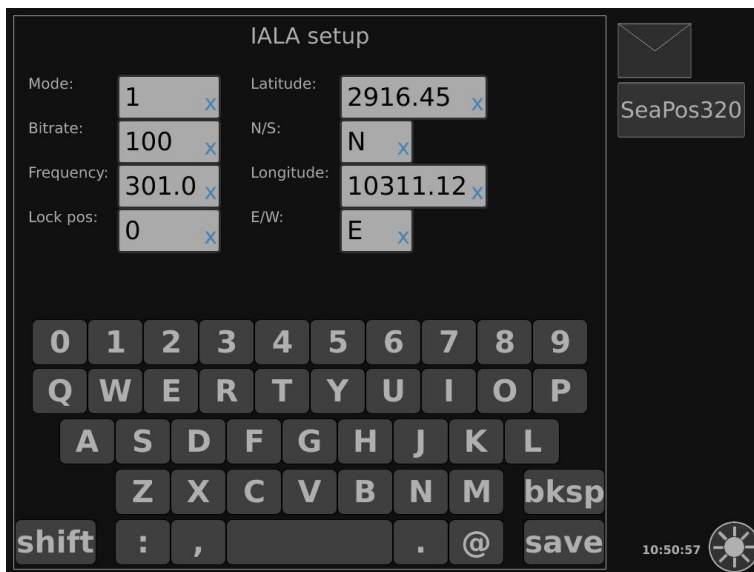 IALA setup
Mode: 1 x Latitude: 2916.45 x
Bitrate: 100 x N/S: N x
Frequency: 301.0 x Longitude: 10311.12 x
Lock pos: 0 x E/W: E x
SeaPos320
0 1 2 3 4 5 6 7 8 9
Q W E R T Y U I O P
A S D F G H J K L
Z X C V B N M bksp
shift : , . @ save
10:50:57